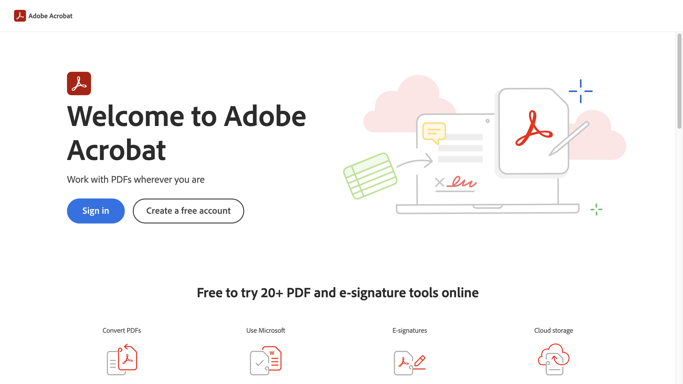 Adobe Acrobat
Welcome to Adobe
Acrobat
Work with PDFs wherever you are
Sign in
Create a free account
Free to try 20+ PDF and e-signature tools online
Convert PDFs
Use Microsoft
E-signatures
Cloud storage
W